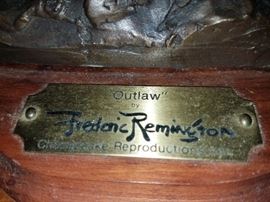 Outlaw"
by
Frederic Remington
Reproductions